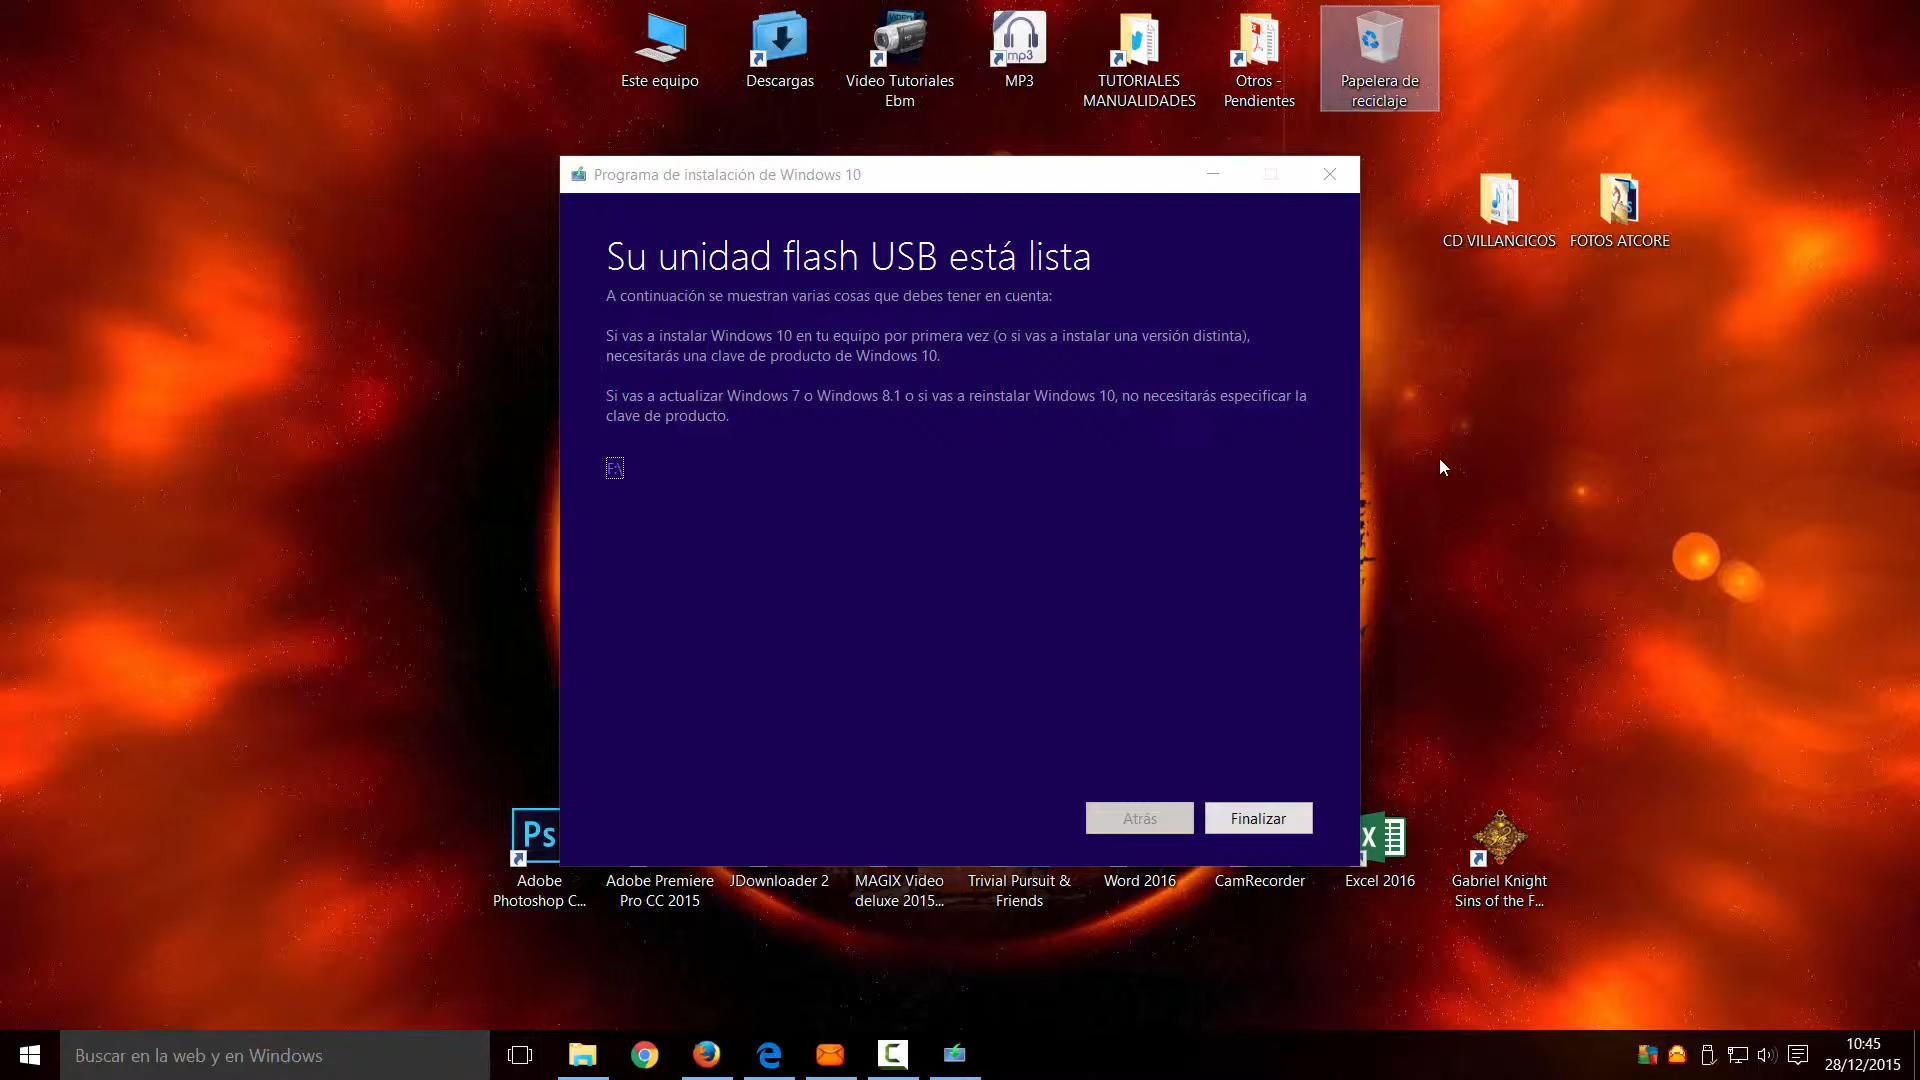 Este equipo
Descargas
Video Tutoriales
Ebm
mp3
MP3
TUTORIALES
MANUALIDADES
Otros -
Pendientes
Papelera de
reciclaje
Programa de instalación de Windows 10
CD VILLANCICOS
FOTOS ATCORE
Su unidad flash USB está lista
A continuación se muestran varias cosas que debes tener en cuenta:
Si vas a instalar Windows 10 en tu equipo por primera vez (o si vas a instalar una versión distinta),
necesitarás una clave de producto de Windows 10.
Si vas a actualizar Windows 7 o Windows 8.1 o si vas a reinstalar Windows 10, no necesitarás especificar la
clave de producto.
F:\
Atrás
Finalizar
Ps
Adobe
Photoshop C...
Adobe Premiere
Pro CC 2015
JDownloader 2
MAGIX Video
deluxe 2015...
Trivial Pursuit &
Friends
Word 2016
CamRecorder
Excel 2016
Gabriel Knight
Sins of the F...
Buscar en la web y en Windows
10:45
28/12/2015